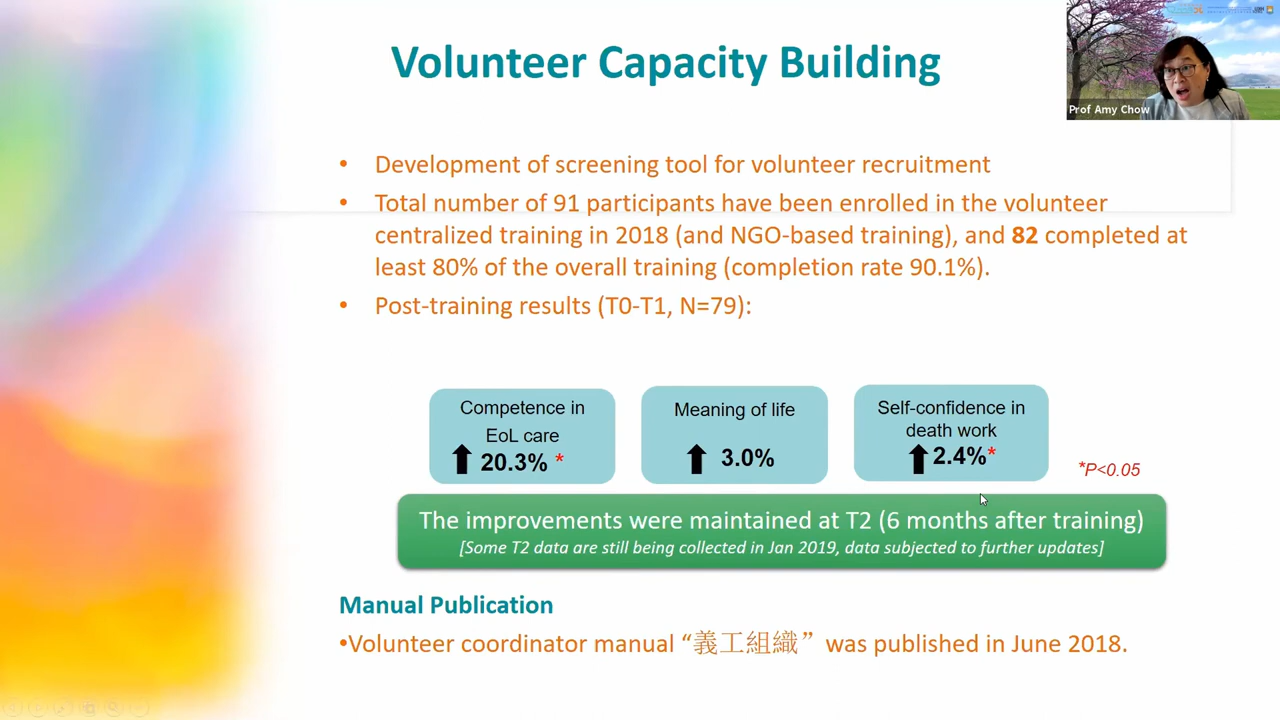 Volunteer Capacity Building
Prof Amy Chow
• Development of screening tool for volunteer recruitment
• Total number of 91 participants have been enrolled in the volunteer
centralized training in 2018 (and NGO-based training), and 82 completed at
least 80% of the overall training (completion rate 90.1%).
• Post-training results (T0-T1, N=79):
Competence in
EoL care
20.3% *
Meaning of life
3.0%
Self-confidence in
death work
2.4%*
*P<0.05
The improvements were maintained at T2 (6 months after training)
[Some T2 data are still being collected in Jan 2019, data subjected to further updates]
Manual Publication
•Volunteer coordinator manual “義工組織” was published in June 2018.